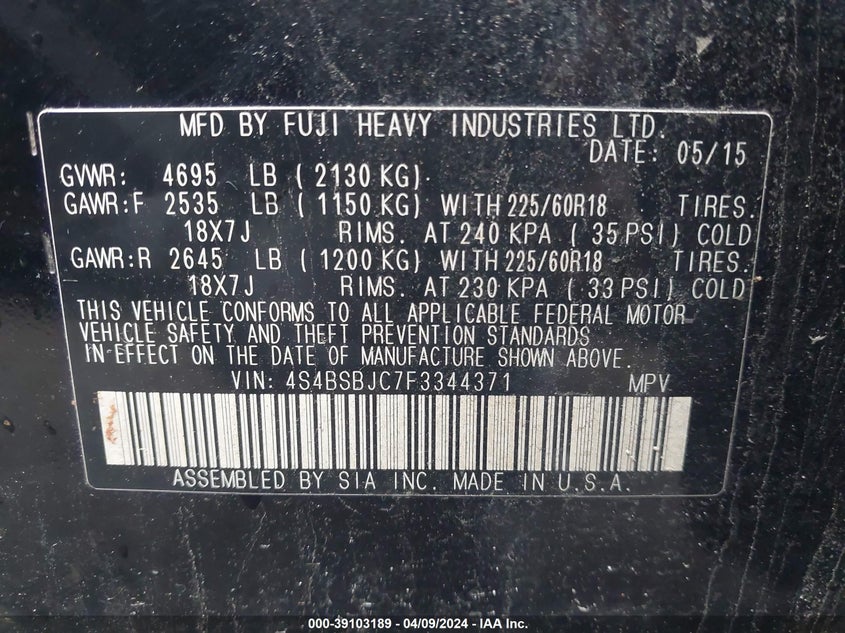 MFD BY FUJI HEAVY INDUSTRIES LTD.
DATE: 05/15
GVWR: 4695 LB ( 2130 KG)
GAWR:F 2535 LB ( 1150 KG) WITH 225/60R18 TIRES.
18X7J RIMS. AT 240 KPA ( 35 PSI) COLD
GAWR:R 2645 LB ( 1200 KG) WITH 225/60R18 TIRES.
18X7J RIMS. AT 230 KPA ( 33 PSI) COLD
THIS VEHICLE CONFORMS TO ALL APPLICABLE FEDERAL MOTOR
VEHICLE SAFETY AND THEFT PREVENTION STANDARDS
IN EFFECT ON THE DATE OF MANUFACTURE SHOWN ABOVE.
VIN: 4S4BSBJC7F3344371 MPV
ASSEMBLED BY SIA INC. MADE IN U.S.A.
000-39103189 - 04/09/2024 - IAA Inc.